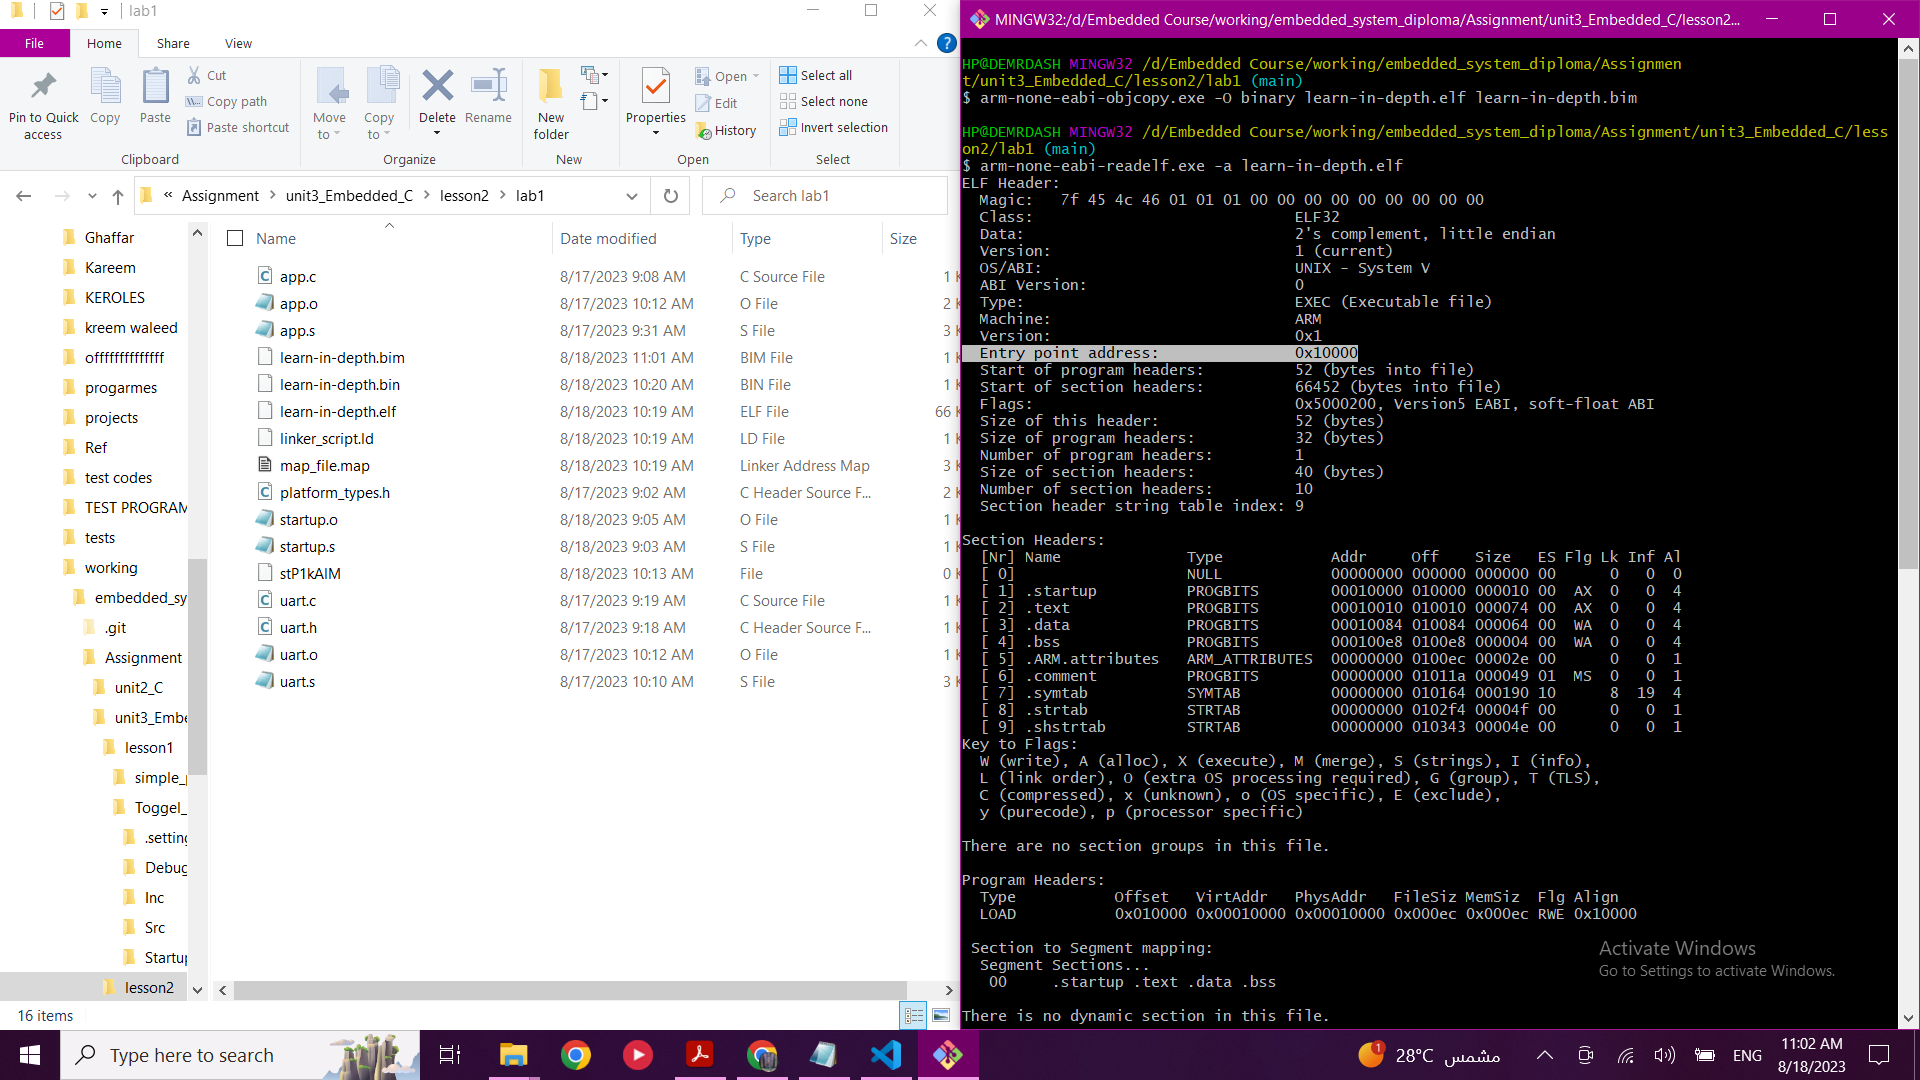 lab1
File
Home
Share
View
Pin to Quick access
Copy
Paste
Cut
Copy path
Paste shortcut
Clipboard
Move to
Copy to
Delete
Rename
Organize
New folder
New
Properties
Open
Edit
History
Open
Select all
Select none
Invert selection
Select
« Assignment > unit3_Embedded_C > lesson2 > lab1
Search lab1
Ghaffar
Kareem
KEROLES
kreem waleed
offffffffffffff
progarmes
projects
Ref
test codes
TEST PROGRAM
tests
working
embedded_sy
.git
Assignment
unit2_C
unit3_Embe
lesson1
simple_
Toggel_
.setting
Debug
Inc
Src
Startup
lesson2
Name Date modified Type Size
app.c 8/17/2023 9:08 AM C Source File 1 K
app.o 8/17/2023 10:12 AM O File 2 K
app.s 8/17/2023 9:31 AM S File 3 K
learn-in-depth.bim 8/18/2023 11:01 AM BIM File 1 K
learn-in-depth.bin 8/18/2023 10:20 AM BIN File 1 K
learn-in-depth.elf 8/18/2023 10:19 AM ELF File 66 K
linker_script.ld 8/18/2023 10:19 AM LD File 1 K
map_file.map 8/18/2023 10:19 AM Linker Address Map 3 K
platform_types.h 8/17/2023 9:02 AM C Header Source F... 2 K
startup.o 8/18/2023 9:05 AM O File 1 K
startup.s 8/18/2023 9:03 AM S File 1 K
stP1kAIM 8/18/2023 10:13 AM File 0 K
uart.c 8/17/2023 9:19 AM C Source File 1 K
uart.h 8/17/2023 9:18 AM C Header Source F... 1 K
uart.o 8/17/2023 10:12 AM O File 1 K
uart.s 8/17/2023 10:10 AM S File 3 K
16 items
MINGW32:/d/Embedded Course/working/embedded_system_diploma/Assignment/unit3_Embedded_C/lesson2...
HP@DEMRDASH MINGW32 /d/Embedded Course/working/embedded_system_diploma/Assignmen
t/unit3_Embedded_C/lesson2/lab1 (main)
$ arm-none-eabi-objcopy.exe -O binary learn-in-depth.elf learn-in-depth.bim
HP@DEMRDASH MINGW32 /d/Embedded Course/working/embedded_system_diploma/Assignment/unit3_Embedded_C/less
on2/lab1 (main)
$ arm-none-eabi-readelf.exe -a learn-in-depth.elf
ELF Header:
Magic: 7f 45 4c 46 01 01 01 00 00 00 00 00 00 00 00 00
Class: ELF32
Data: 2's complement, little endian
Version: 1 (current)
OS/ABI: UNIX - System V
ABI Version: 0
Type: EXEC (Executable file)
Machine: ARM
Version: 0x1
Entry point address: 0x10000
Start of program headers: 52 (bytes into file)
Start of section headers: 66452 (bytes into file)
Flags: 0x5000200, Version5 EABI, soft-float ABI
Size of this header: 52 (bytes)
Size of program headers: 32 (bytes)
Number of program headers: 1
Size of section headers: 40 (bytes)
Number of section headers: 10
Section header string table index: 9
Section Headers:
[Nr] Name Type Addr Off Size ES Flg Lk Inf Al
[ 0] NULL 00000000 000000 000000 00 0 0 0
[ 1] .startup PROGBITS 00010000 010000 000010 00 AX 0 0 4
[ 2] .text PROGBITS 00010010 010010 000074 00 AX 0 0 4
[ 3] .data PROGBITS 00010084 010084 000064 00 WA 0 0 4
[ 4] .bss PROGBITS 000100e8 0100e8 000004 00 WA 0 0 4
[ 5] .ARM.attributes ARM_ATTRIBUTES 00000000 0100ec 00002e 00 0 0 1
[ 6] .comment PROGBITS 00000000 01011a 000049 01 MS 0 0 1
[ 7] .symtab SYMTAB 00000000 010164 000190 10 8 19 4
[ 8] .strtab STRTAB 00000000 0102f4 00004f 00 0 0 1
[ 9] .shstrtab STRTAB 00000000 010343 00004e 00 0 0 1
Key to Flags:
W (write), A (alloc), X (execute), M (merge), S (strings), I (info),
L (link order), O (extra OS processing required), G (group), T (TLS),
C (compressed), x (unknown), o (OS specific), E (exclude),
y (purecode), p (processor specific)
There are no section groups in this file.
Program Headers:
Type Offset VirtAddr PhysAddr FileSiz MemSiz Flg Align
LOAD 0x010000 0x00010000 0x00010000 0x000ec 0x000ec RWE 0x10000
Section to Segment mapping:
Segment Sections...
00 .startup .text .data .bss
There is no dynamic section in this file.
Activate Windows
Go to Settings to activate Windows.
Type here to search
1
28°C مشمس
ENG
11:02 AM
8/18/2023